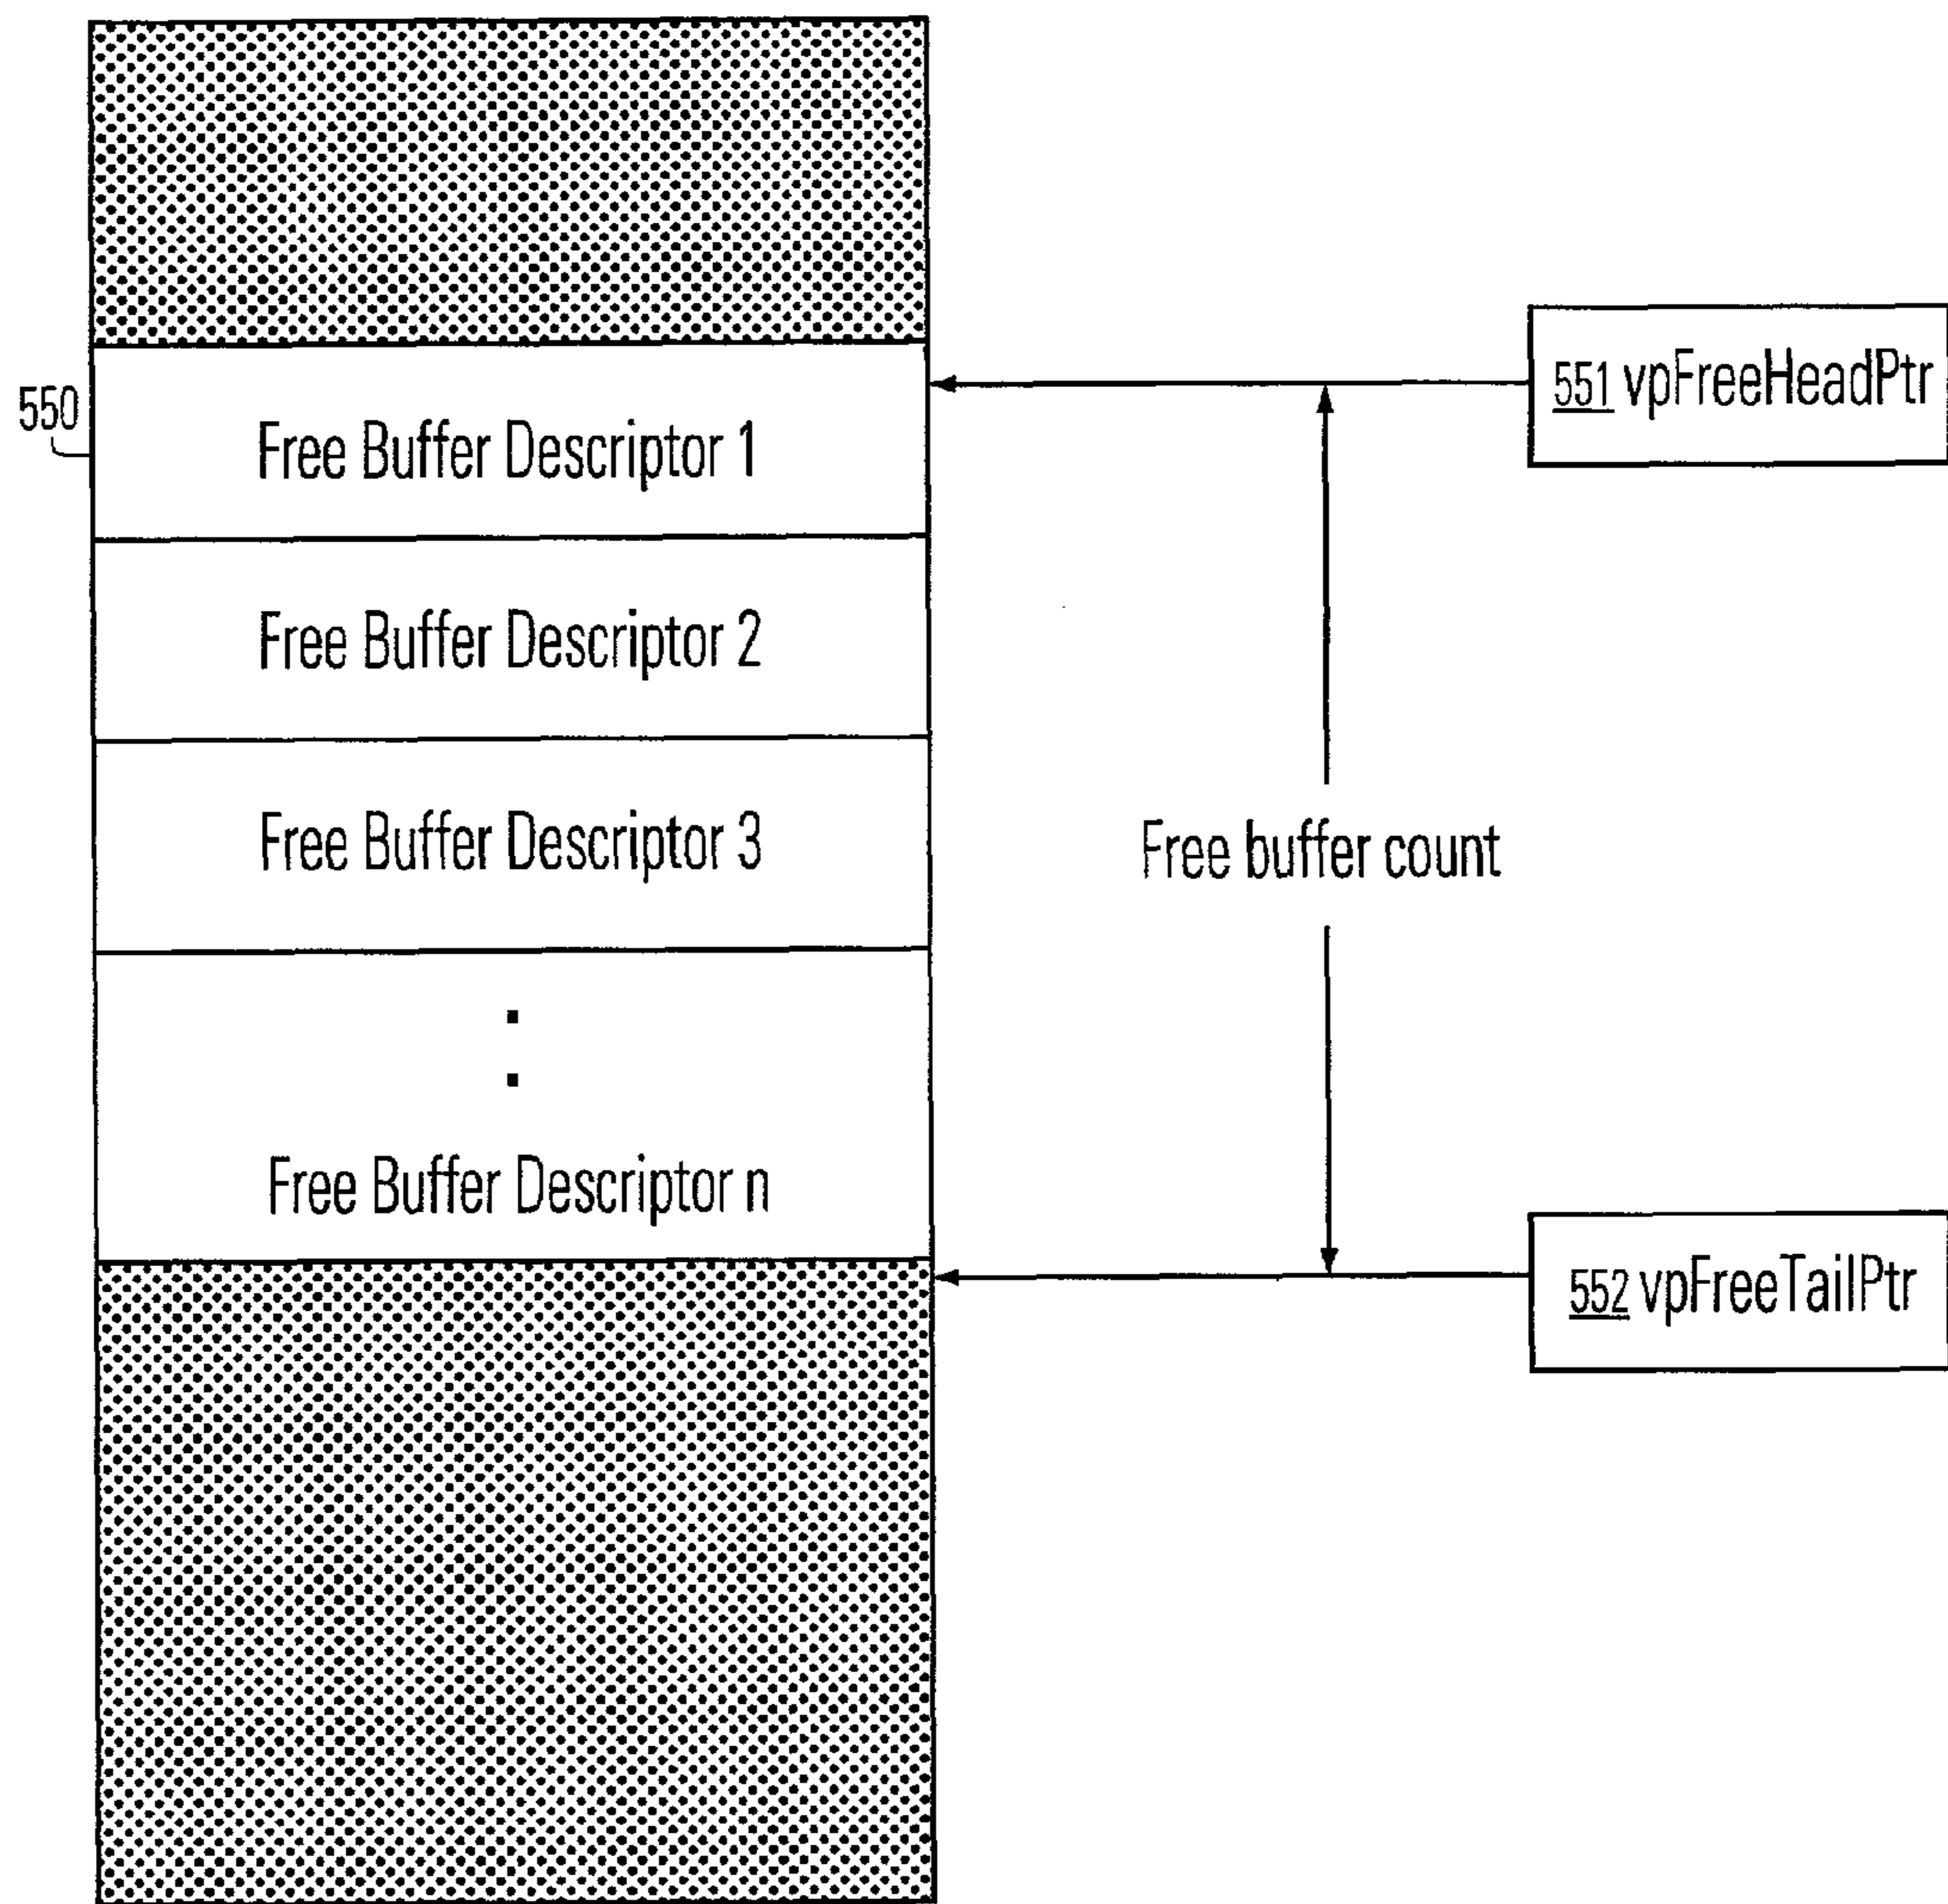 551 vpFreeHeadPtr
550
Free Buffer Descriptor 1
Free Buffer Descriptor 2
Free Buffer Descriptor 3
Free buffer count
Free Buffer Descriptor n
552 vpFreeTailPtr